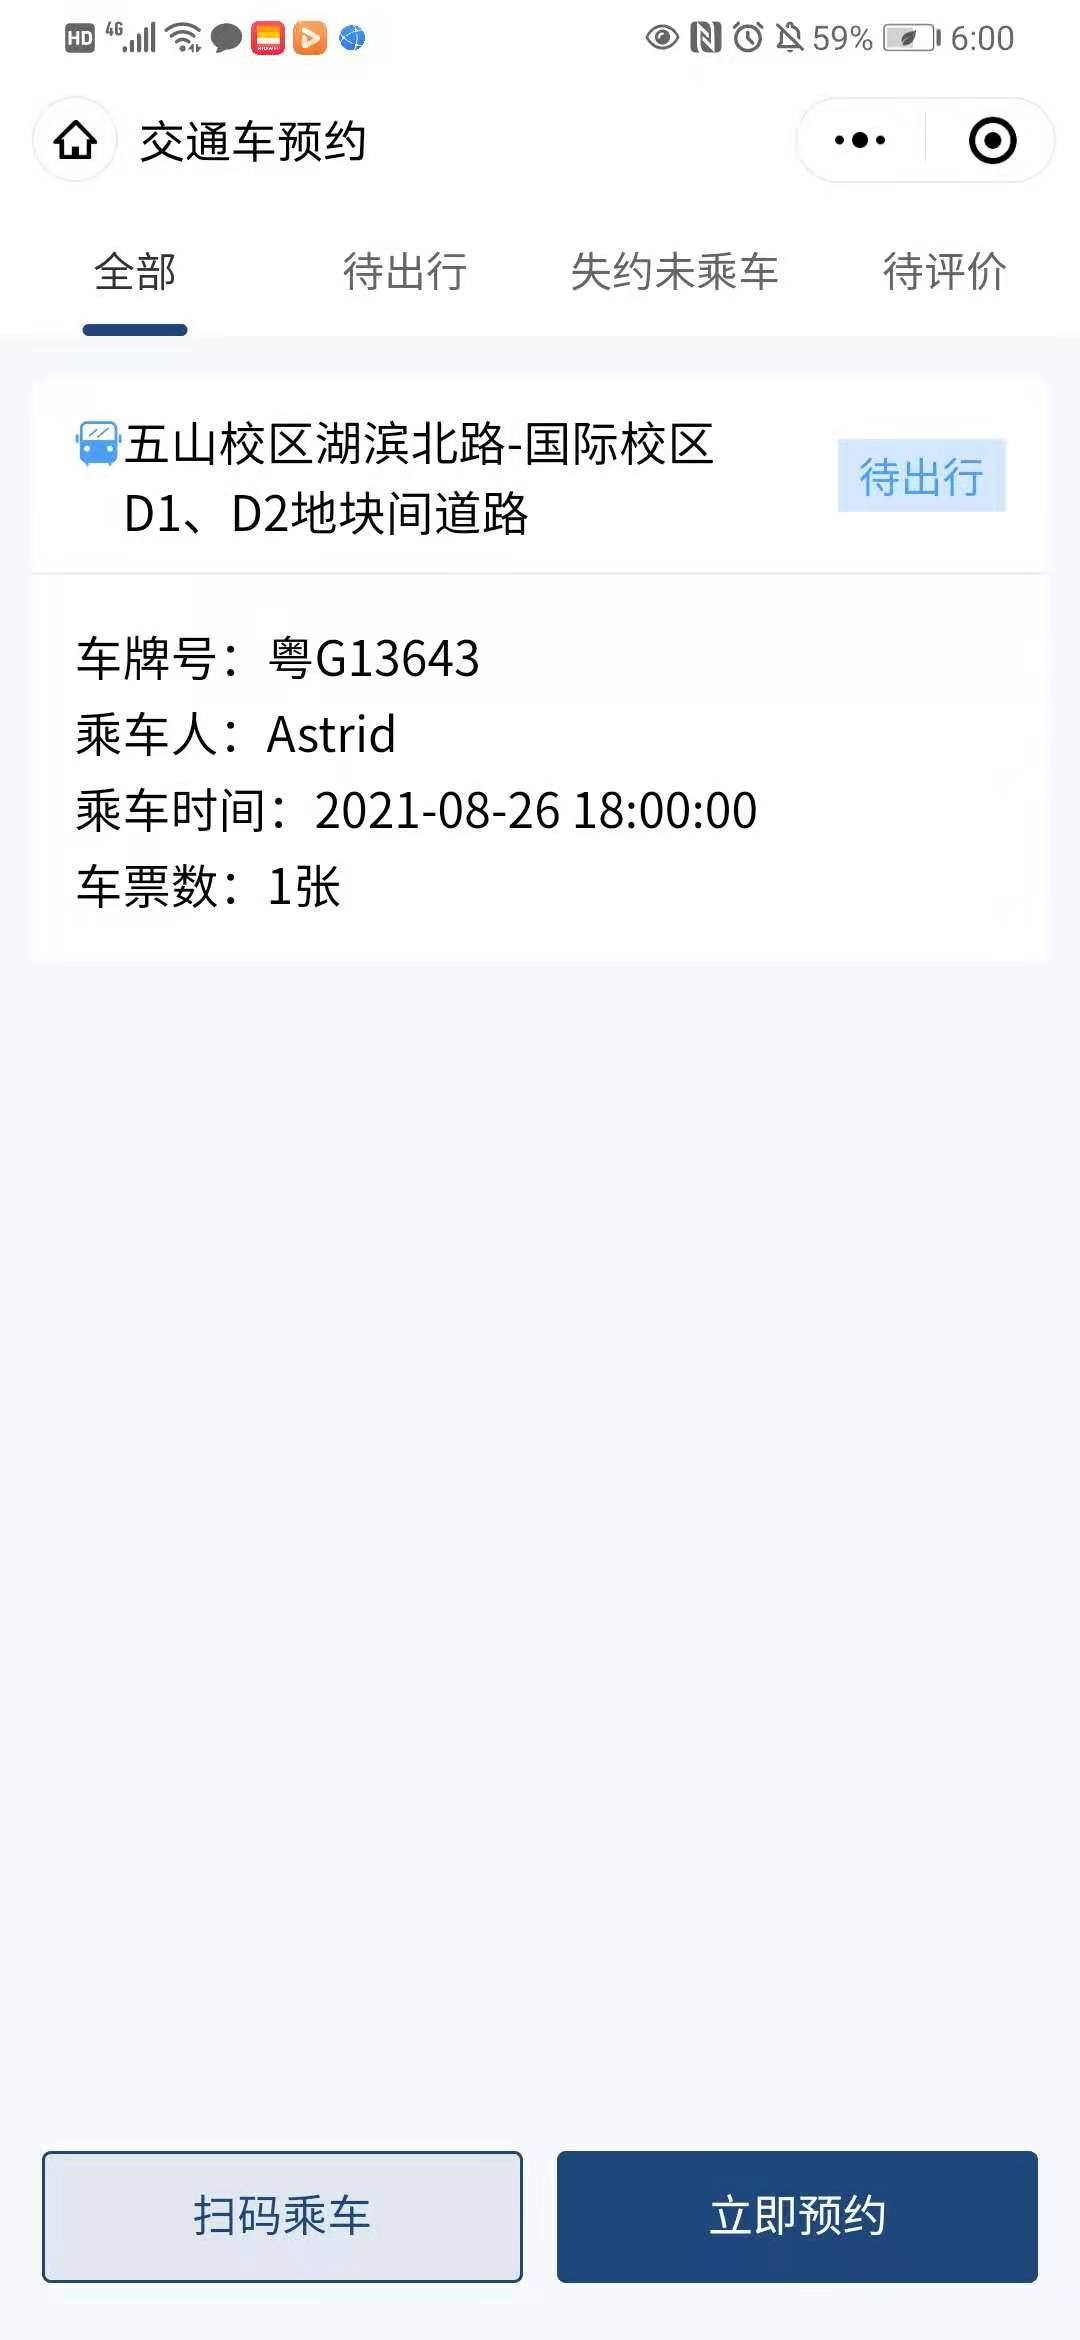 HD 4G 59% 6:00
交通车预约
全部 待出行 失约未乘车 待评价
五山校区湖滨北路-国际校区
D1、D2地块间道路
待出行
车牌号：粤G13643
乘车人：Astrid
乘车时间：2021-08-26 18:00:00
车票数：1张
扫码乘车 立即预约